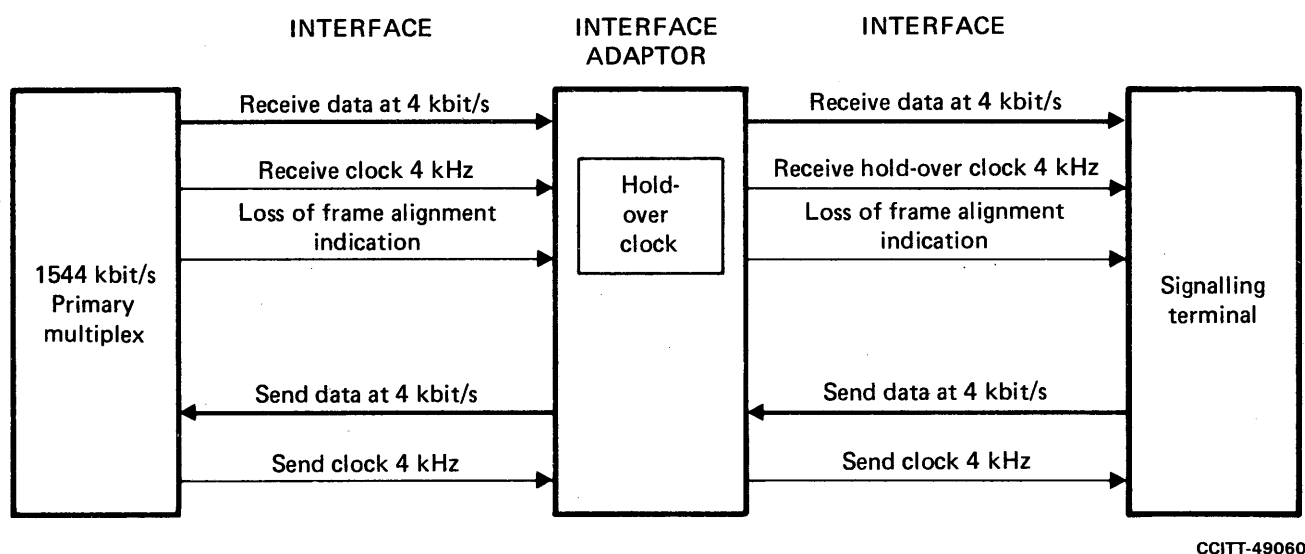 INTERFACE
INTERFACE
ADAPTOR
INTERFACE
Receive data at 4 kbit/s
Receive clock 4 kHz
Loss of frame alignment
indication
1544 kbit/s
Primary
multiplex
Send data at 4 kbit/s
Send clock 4 kHz
Hold-
over
clock
Receive data at 4 kbit/s
Receive hold-over clock 4 kHz
Loss of frame alignment
indication
Send data at 4 kbit/s
Send clock 4 kHz
Signalling
terminal
CCITT-49060